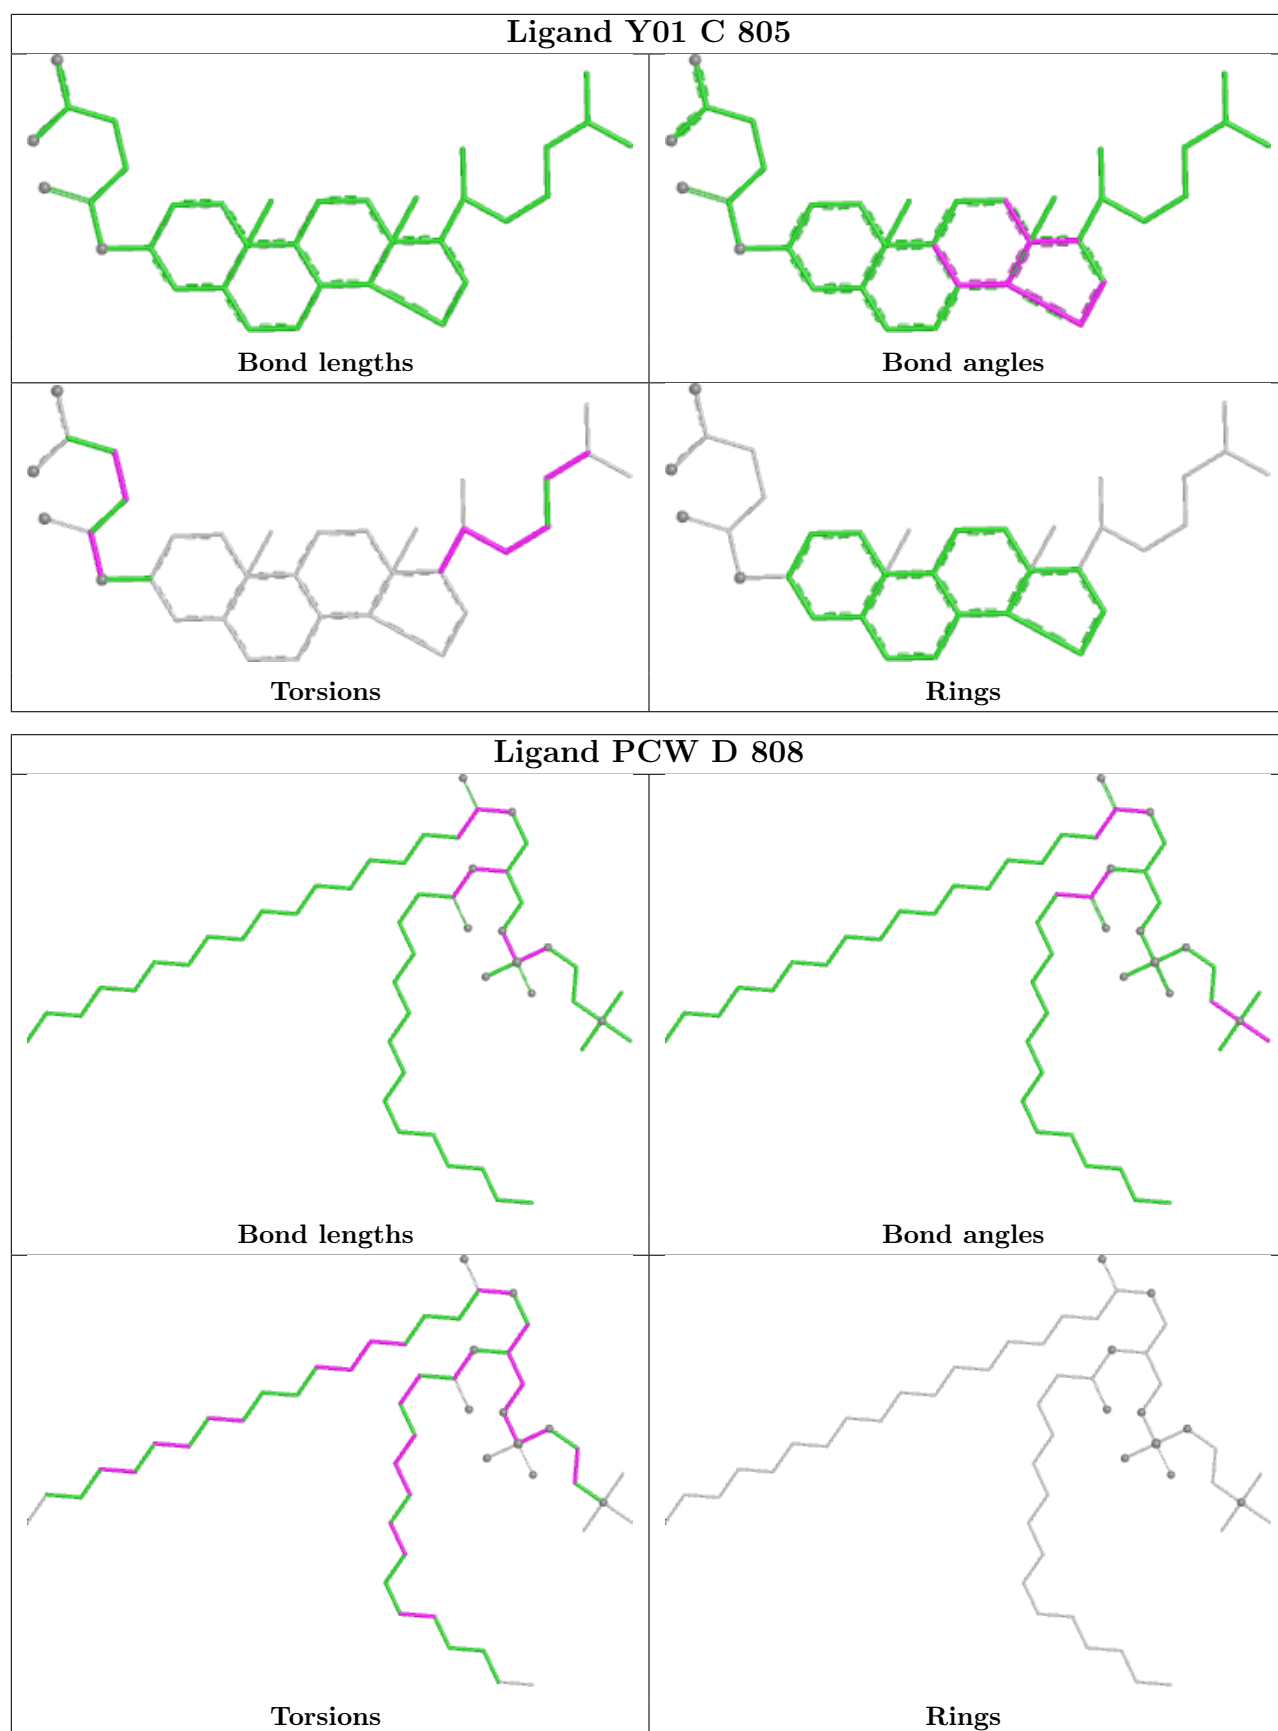 Ligand Y01 C 805
Bond lengths
Bond angles
Torsions
Rings
Ligand PCW D 808
Bond lengths
Bond angles
Torsions
Rings